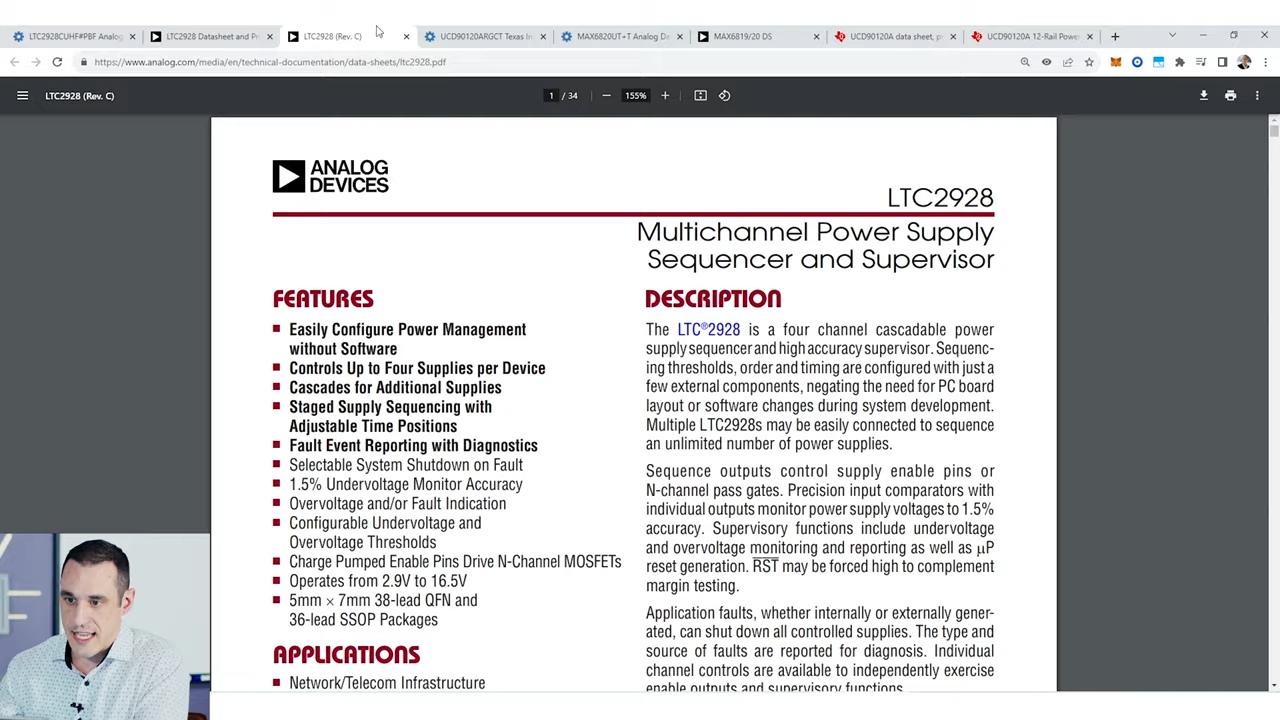 LTC2928CUHF#PBF Analog
LTC2928 Datasheet and Pr
LTC2928 (Rev. C)
UCD90120ARGCT Texas In
MAX6820UT+T Analog De
MAX6819/20 DS
UCD90120A data sheet, p
UCD90120A 12-Rail Powe
https://www.analog.com/media/en/technical-documentation/data-sheets/ltc2928.pdf
LTC2928 (Rev. C)
1 / 34
155%
ANALOG
DEVICES
LTC2928
Multichannel Power Supply
Sequencer and Supervisor
FEATURES
Easily Configure Power Management
without Software
Controls Up to Four Supplies per Device
Cascades for Additional Supplies
Staged Supply Sequencing with
Adjustable Time Positions
Fault Event Reporting with Diagnostics
Selectable System Shutdown on Fault
1.5% Undervoltage Monitor Accuracy
Overvoltage and/or Fault Indication
Configurable Undervoltage and
Overvoltage Thresholds
Charge Pumped Enable Pins Drive N-Channel MOSFETs
Operates from 2.9V to 16.5V
5mm × 7mm 38-lead QFN and
36-lead SSOP Packages
APPLICATIONS
Network/Telecom Infrastructure
DESCRIPTION
The LTC®2928 is a four channel cascadable power
supply sequencer and high accuracy supervisor. Sequenc-
ing thresholds, order and timing are configured with just a
few external components, negating the need for PC board
layout or software changes during system development.
Multiple LTC2928s may be easily connected to sequence
an unlimited number of power supplies.
Sequence outputs control supply enable pins or
N-channel pass gates. Precision input comparators with
individual outputs monitor power supply voltages to 1.5%
accuracy. Supervisory functions include undervoltage
and overvoltage monitoring and reporting as well as µP
reset generation. RST may be forced high to complement
margin testing.
Application faults, whether internally or externally gener-
ated, can shut down all controlled supplies. The type and
source of faults are reported for diagnosis. Individual
channel controls are available to independently exercise
enable outputs and supervisory functions.